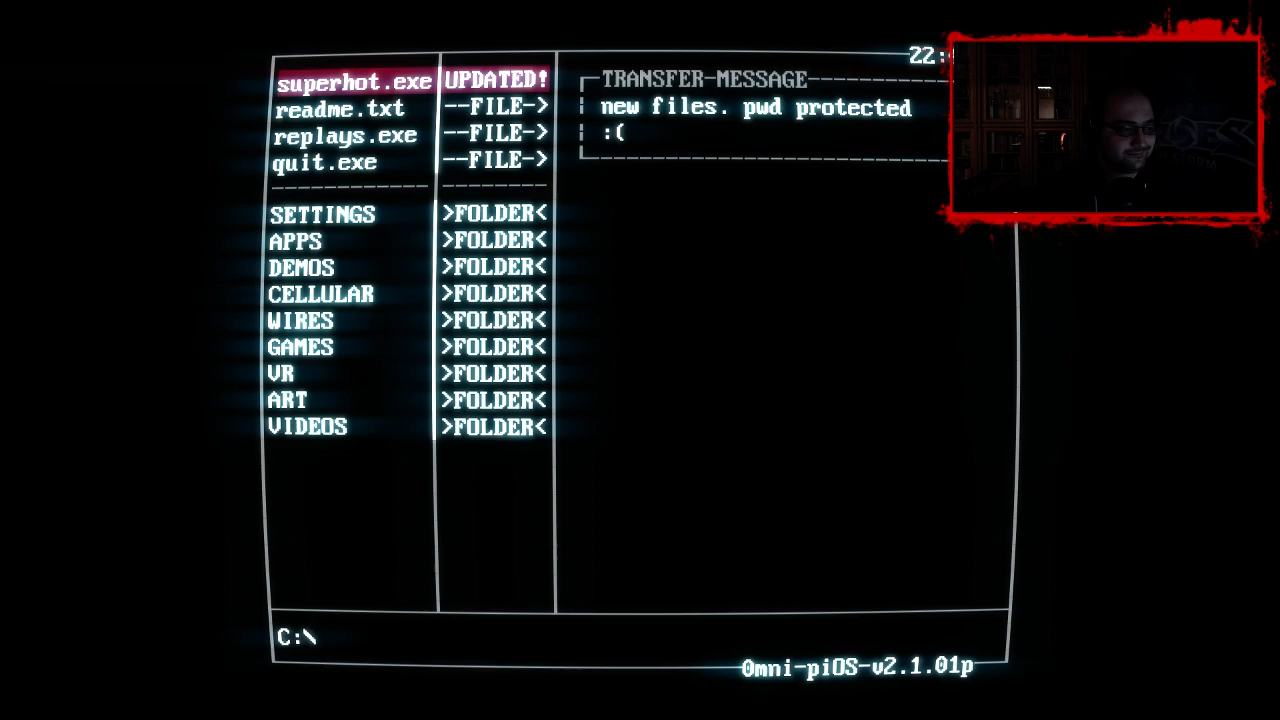 22:
superhot.exe UPDATED!
readme.txt --FILE->
replays.exe --FILE->
quit.exe --FILE->
SETTINGS >FOLDER<
APPS >FOLDER<
DEMOS >FOLDER<
CELLULAR >FOLDER<
WIRES >FOLDER<
GAMES >FOLDER<
VR >FOLDER<
ART >FOLDER<
VIDEOS >FOLDER<
TRANSFER-MESSAGE
new files. pwd protected
:(
C:\
0mni-piOS-v2.1.01p